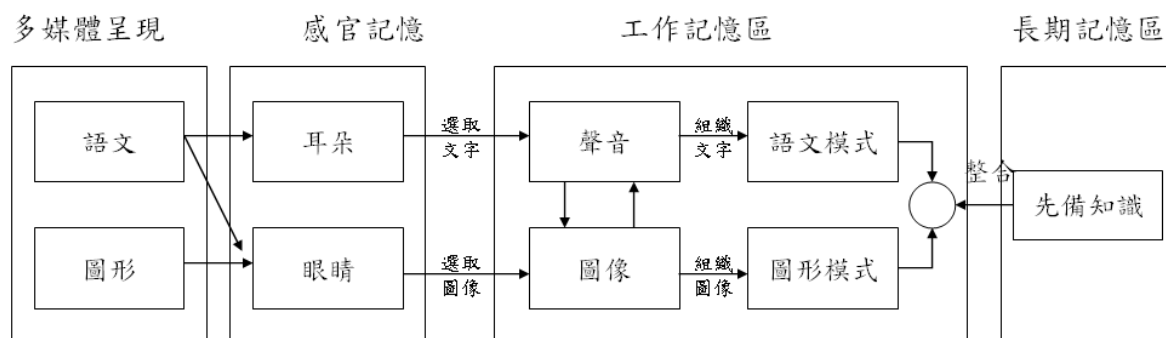 多媒體呈現
感官記憶
工作記憶區
長期記憶區
語文
耳朵
選取
文字
聲音
組織
文字
語文模式
整合
先備知識
圖形
眼睛
選取
圖像
圖像
組織
圖像
圖形模式